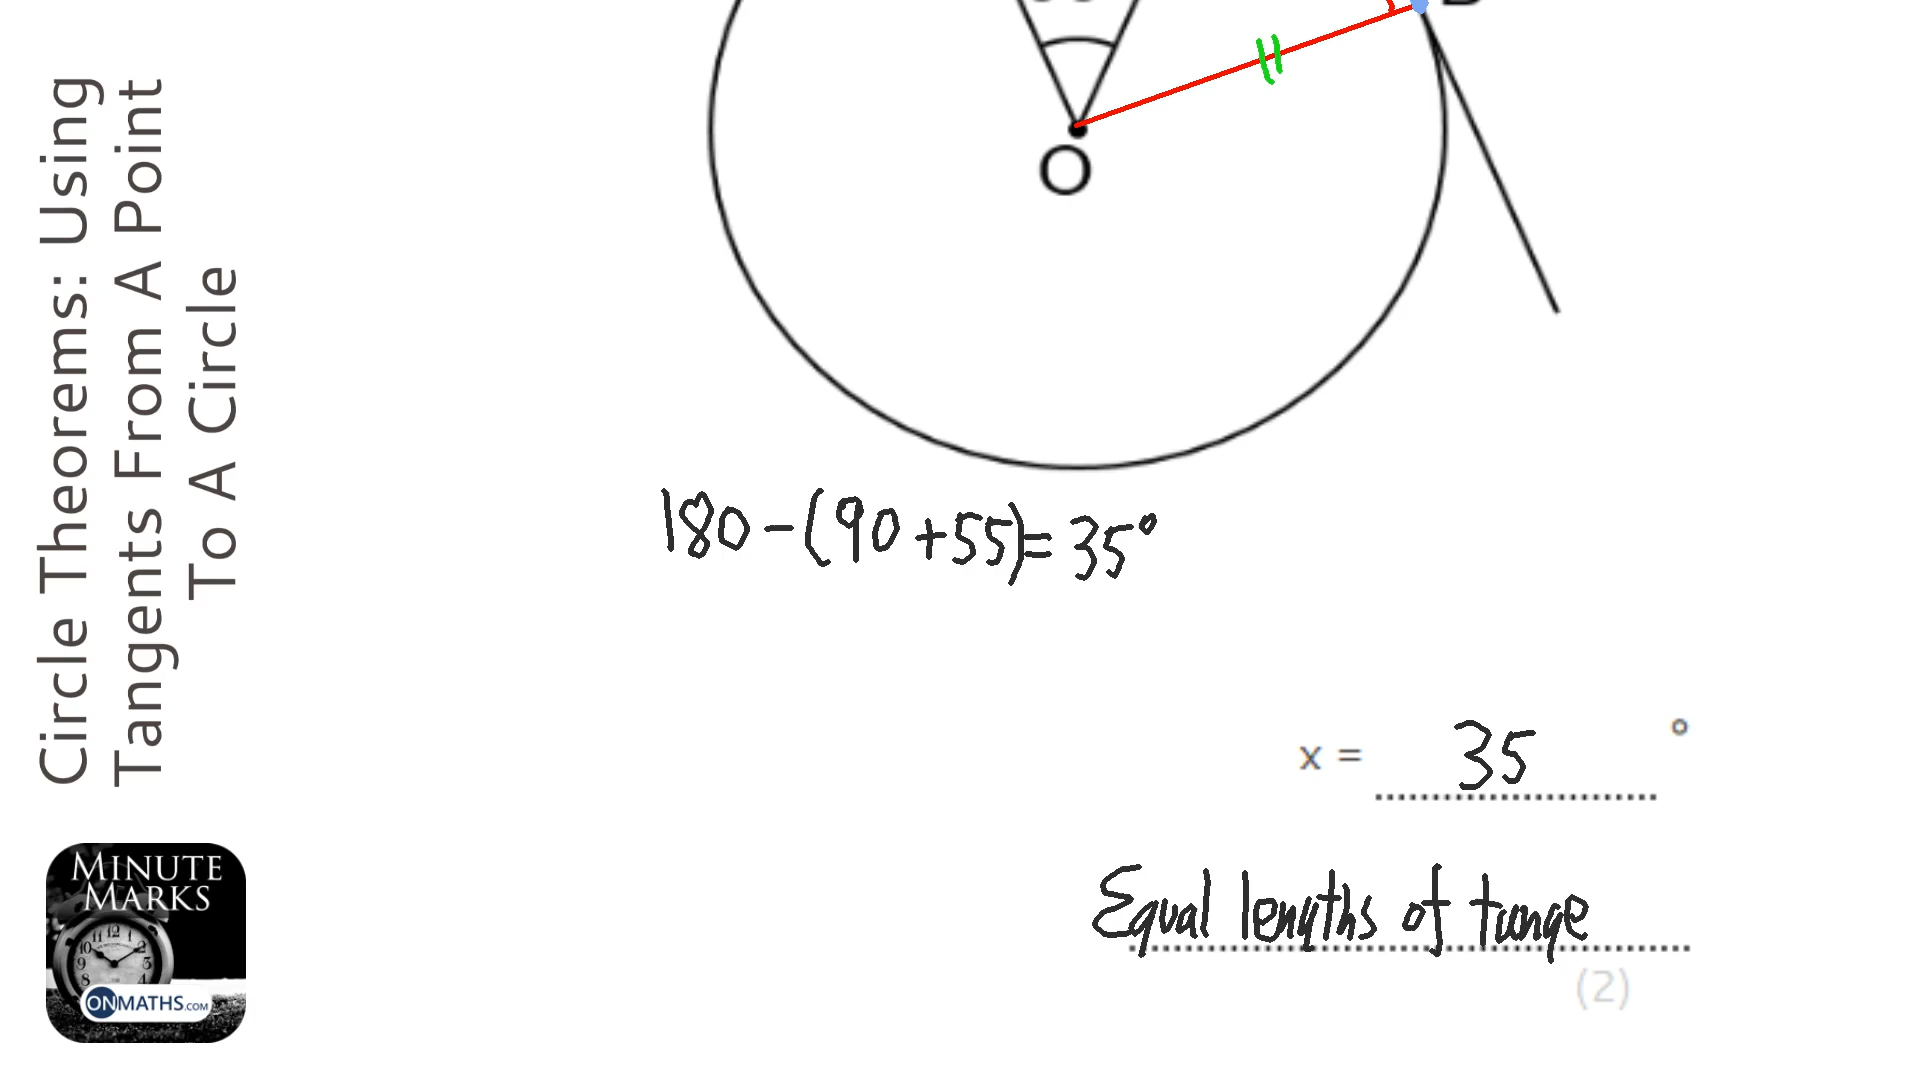 Circle Theorems: Using
Tangents From A Point
To A Circle
O
180 - (90 + 55) = 35°
x = 35 °
Equal lengths of tange
(2)
MINUTE
MARKS
ONMATHS.COM